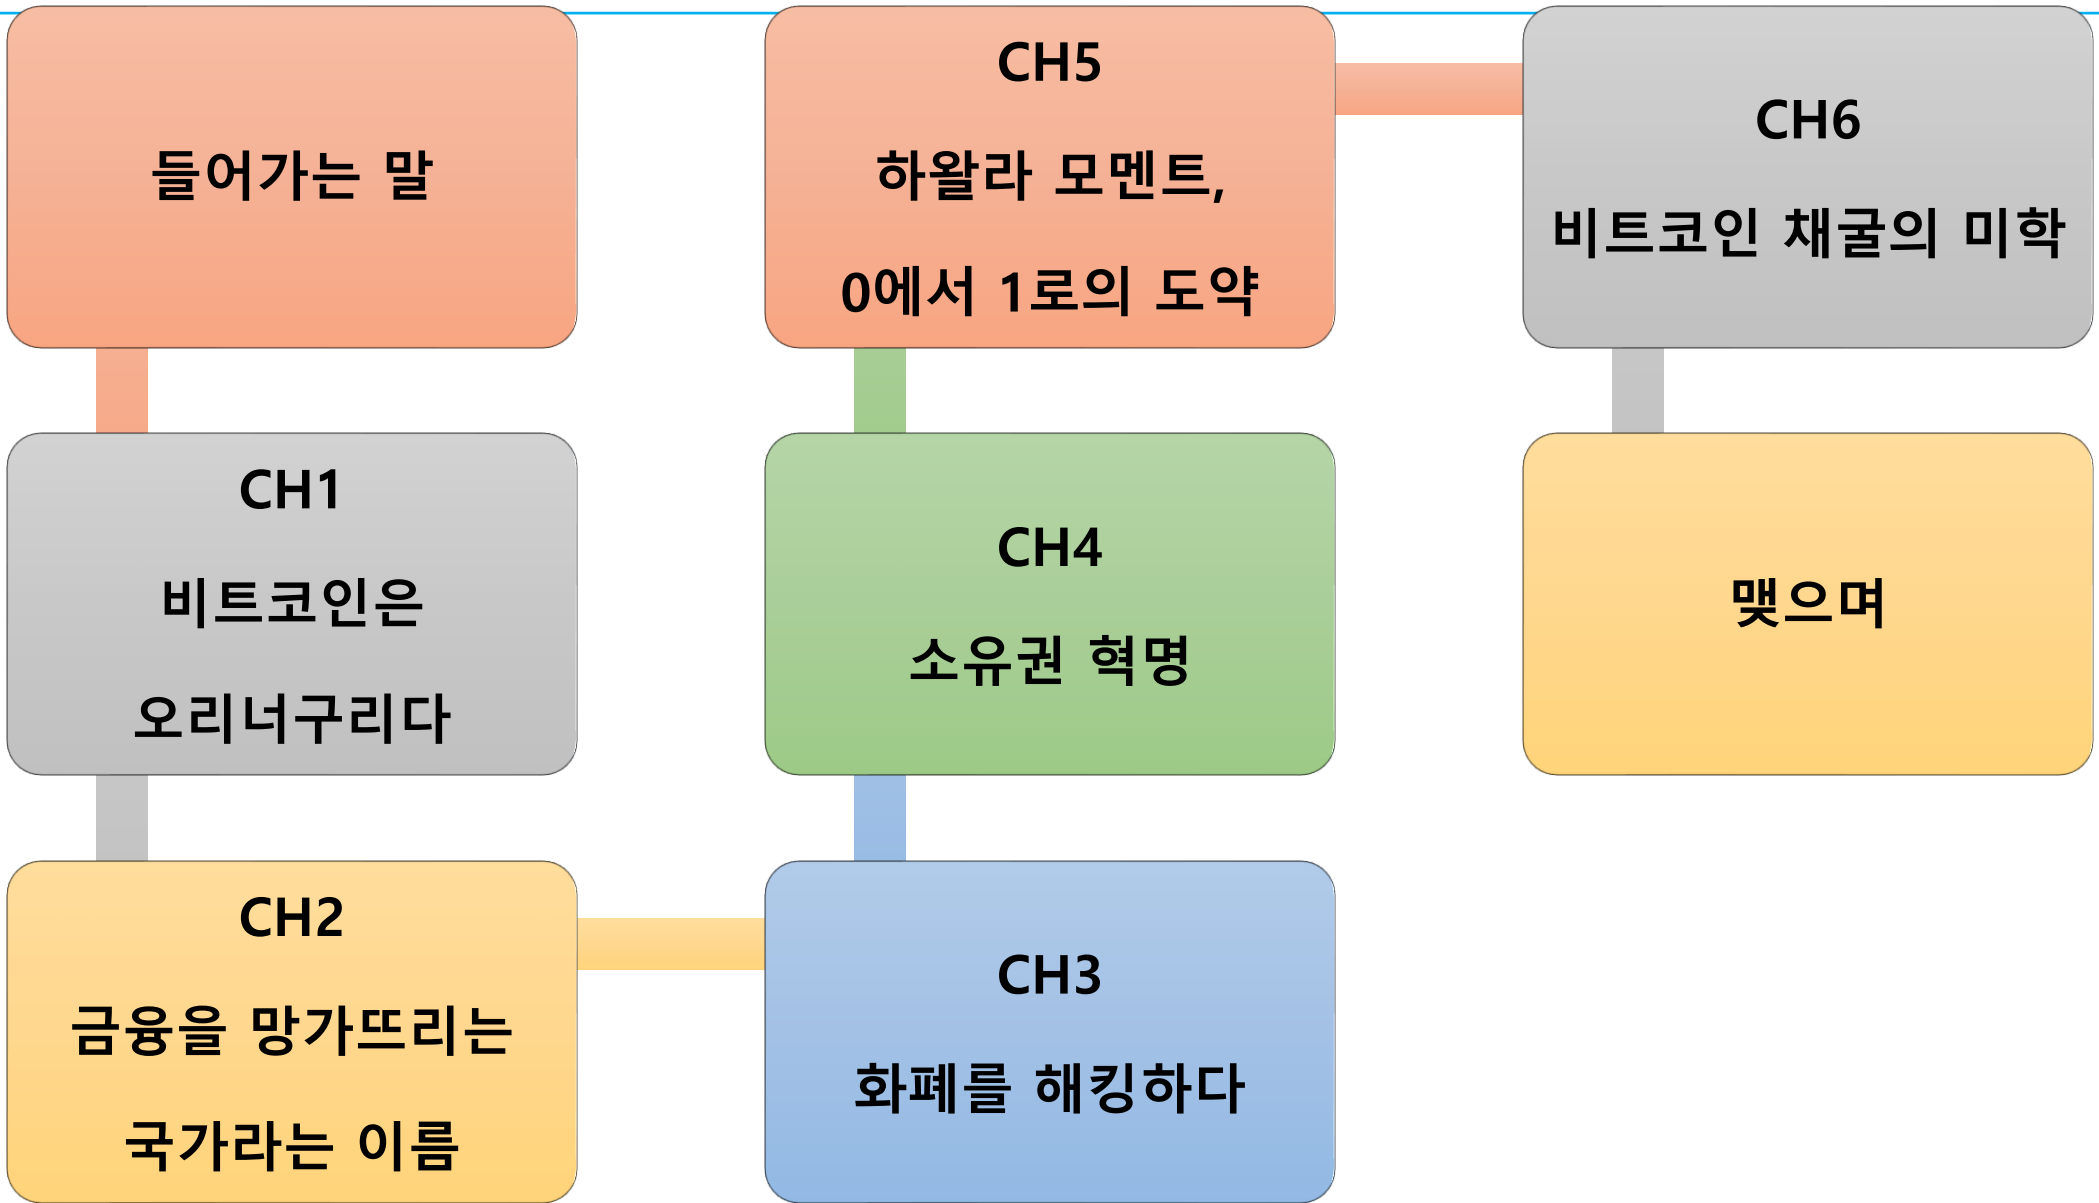 들어가는 말
CH1
비트코인은
오리너구리다
CH2
금융을 망가뜨리는
국가라는 이름
CH3
화폐를 해킹하다
CH4
소유권 혁명
CH5
하왈라 모멘트,
0에서 1로의 도약
CH6
비트코인 채굴의 미학
맺으며